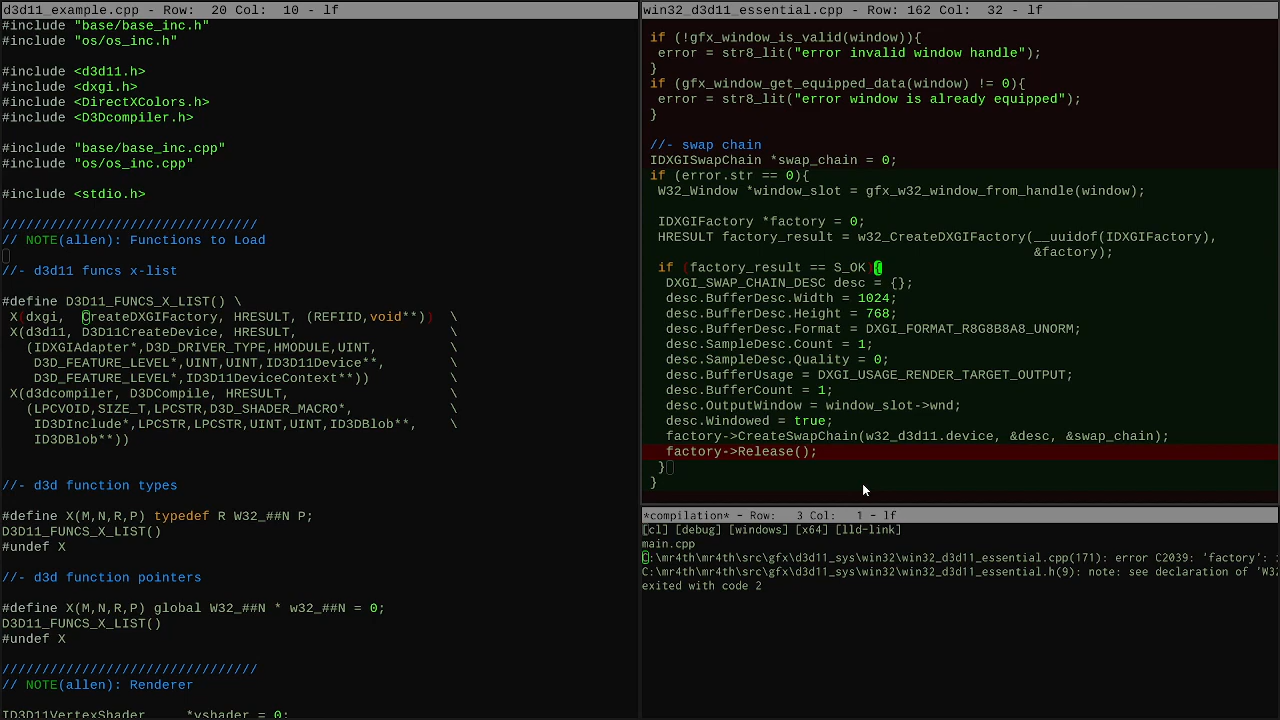 d3d11_example.cpp - Row: 20 Col: 10 - lf
#include "base/base_inc.h"
#include "os/os_inc.h"
#include <d3d11.h>
#include <dxgi.h>
#include <DirectXColors.h>
#include <D3Dcompiler.h>
#include "base/base_inc.cpp"
#include "os/os_inc.cpp"
#include <stdio.h>
////////////////////////////////
// NOTE(allen): Functions to Load
//- d3d11 funcs x-list
#define D3D11_FUNCS_X_LIST() \
X(dxgi, CreateDXGIFactory, HRESULT, (REFIID,void**)) \
X(d3d11, D3D11CreateDevice, HRESULT, \
(IDXGIAdapter*,D3D_DRIVER_TYPE,HMODULE,UINT, \
D3D_FEATURE_LEVEL*,UINT,UINT,ID3D11Device**, \
D3D_FEATURE_LEVEL*,ID3D11DeviceContext**)) \
X(d3dcompiler, D3DCompile, HRESULT, \
(LPCVOID,SIZE_T,LPCSTR,D3D_SHADER_MACRO*, \
ID3DInclude*,LPCSTR,LPCSTR,UINT,UINT,ID3DBlob**, \
ID3DBlob**))
//- d3d function types
#define X(M,N,R,P) typedef R W32_##N P;
D3D11_FUNCS_X_LIST()
#undef X
//- d3d function pointers
#define X(M,N,R,P) global W32_##N * w32_##N = 0;
D3D11_FUNCS_X_LIST()
#undef X
////////////////////////////////
// NOTE(allen): Renderer
ID3D11VertexShader *vshader = 0;
win32_d3d11_essential.cpp - Row: 162 Col: 32 - lf
if (!gfx_window_is_valid(window)){
error = str8_lit("error invalid window handle");
}
if (gfx_window_get_equipped_data(window) != 0){
error = str8_lit("error window is already equipped");
}
//- swap chain
IDXGISwapChain *swap_chain = 0;
if (error.str == 0){
W32_Window *window_slot = gfx_w32_window_from_handle(window);
IDXGIFactory *factory = 0;
HRESULT factory_result = w32_CreateDXGIFactory(__uuidof(IDXGIFactory),
&factory);
if (factory_result == S_OK){
DXGI_SWAP_CHAIN_DESC desc = {};
desc.BufferDesc.Width = 1024;
desc.BufferDesc.Height = 768;
desc.BufferDesc.Format = DXGI_FORMAT_R8G8B8A8_UNORM;
desc.SampleDesc.Count = 1;
desc.SampleDesc.Quality = 0;
desc.BufferUsage = DXGI_USAGE_RENDER_TARGET_OUTPUT;
desc.BufferCount = 1;
desc.OutputWindow = window_slot->wnd;
desc.Windowed = true;
factory->CreateSwapChain(w32_d3d11.device, &desc, &swap_chain);
factory->Release();
}
}
*compilation* - Row: 3 Col: 1 - lf
[cl] [debug] [windows] [x64] [lld-link]
main.cpp
C:\mr4th\mr4th\src\gfx\d3d11_sys\win32\win32_d3d11_essential.cpp(171): error C2039: 'factory':
C:\mr4th\mr4th\src\gfx\d3d11_sys\win32\win32_d3d11_essential.h(9): note: see declaration of 'W32
exited with code 2